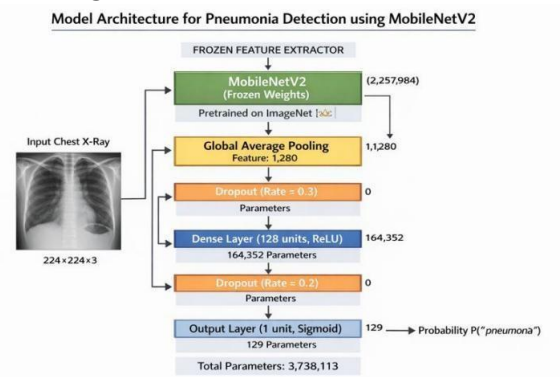 Model Architecture for Pneumonia Detection using MobileNetV2
FROZEN FEATURE EXTRACTOR
MobileNetV2
(Frozen Weights)
(2,257,984)
Pretrained on ImageNet
Input Chest X-Ray
224×224×3
Global Average Pooling
Feature: 1,280
1,1280
Dropout (Rate = 0.3)
0
Parameters
Dense Layer (128 units, ReLU)
164,352
164,352 Parameters
Dropout (Rate = 0.2)
0
Parameters
Output Layer (1 unit, Sigmoid)
129
Probability P("pneumona")
129 Parameters
Total Parameters: 3,738,113